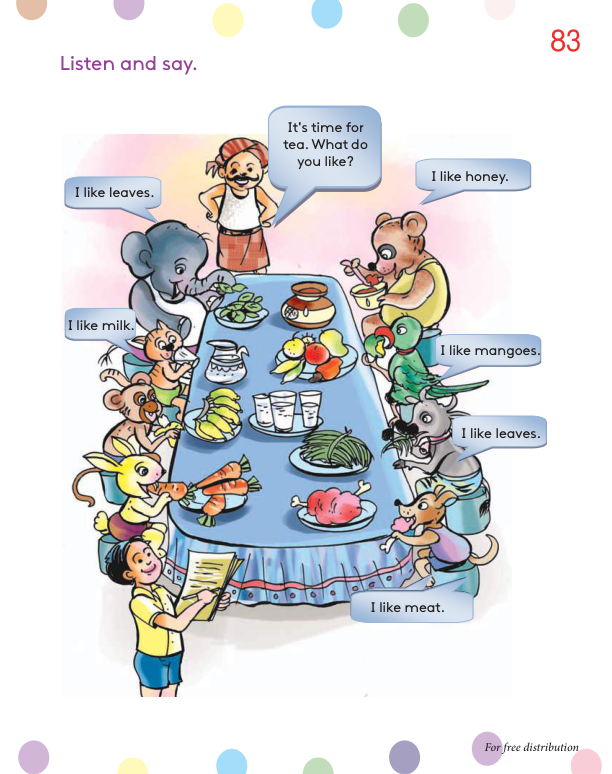 83
Listen and say.
It's time for
tea. What do
you like?
I like honey.
I like leaves.
I like milk.
I like mangoes.
I like leaves.
I like meat.
For free distribution